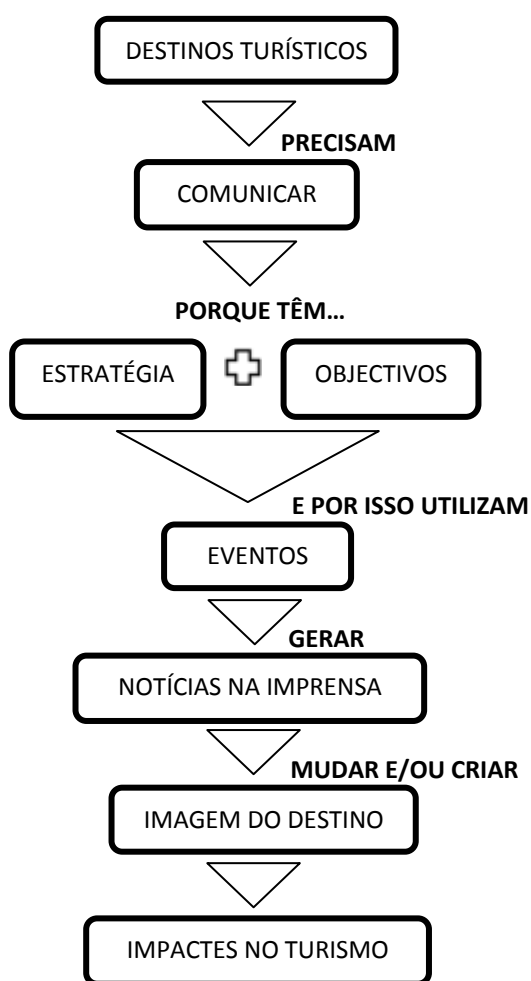 DESTINOS TURÍSTICOS
PRECISAM
COMUNICAR
PORQUE TÊM...
ESTRATÉGIA
OBJECTIVOS
E POR ISSO UTILIZAM
EVENTOS
GERAR
NOTÍCIAS NA IMPRENSA
MUDAR E/OU CRIAR
IMAGEM DO DESTINO
IMPACTES NO TURISMO